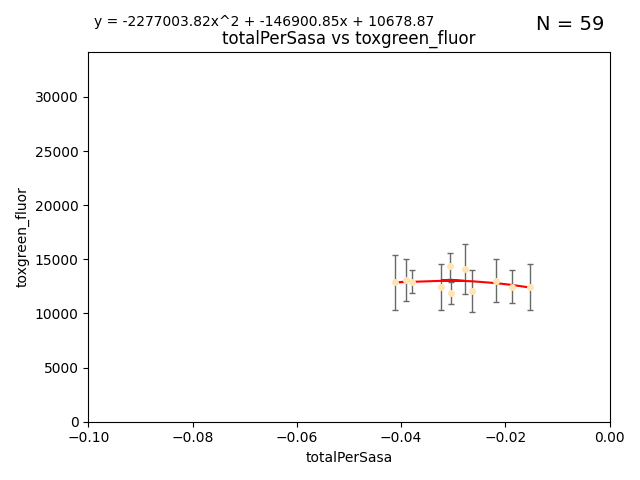 y = -2277003.82x^2 + -146900.85x + 10678.87
N = 59
totalPerSasa vs toxgreen_fluor
30000
25000
20000
15000
10000
5000
0
toxgreen_fluor
−0.10 −0.08 −0.06 −0.04 −0.02 0.00
totalPerSasa